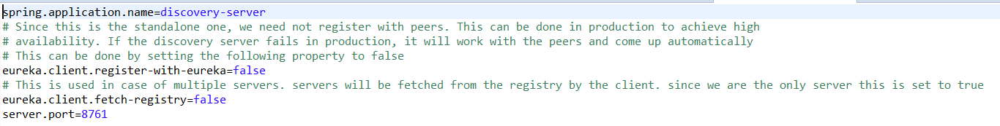 spring.application.name=discovery-server
# Since this is the standalone one, we need not register with peers. This can be done in production to achieve high
# availability. If the discovery server fails in production, it will work with the peers and come up automatically
# This can be done by setting the following property to false
eureka.client.register-with-eureka=false
# This is used in case of multiple servers. servers will be fetched from the registry by the client. since we are the only server this is set to true
eureka.client.fetch-registry=false
server.port=8761